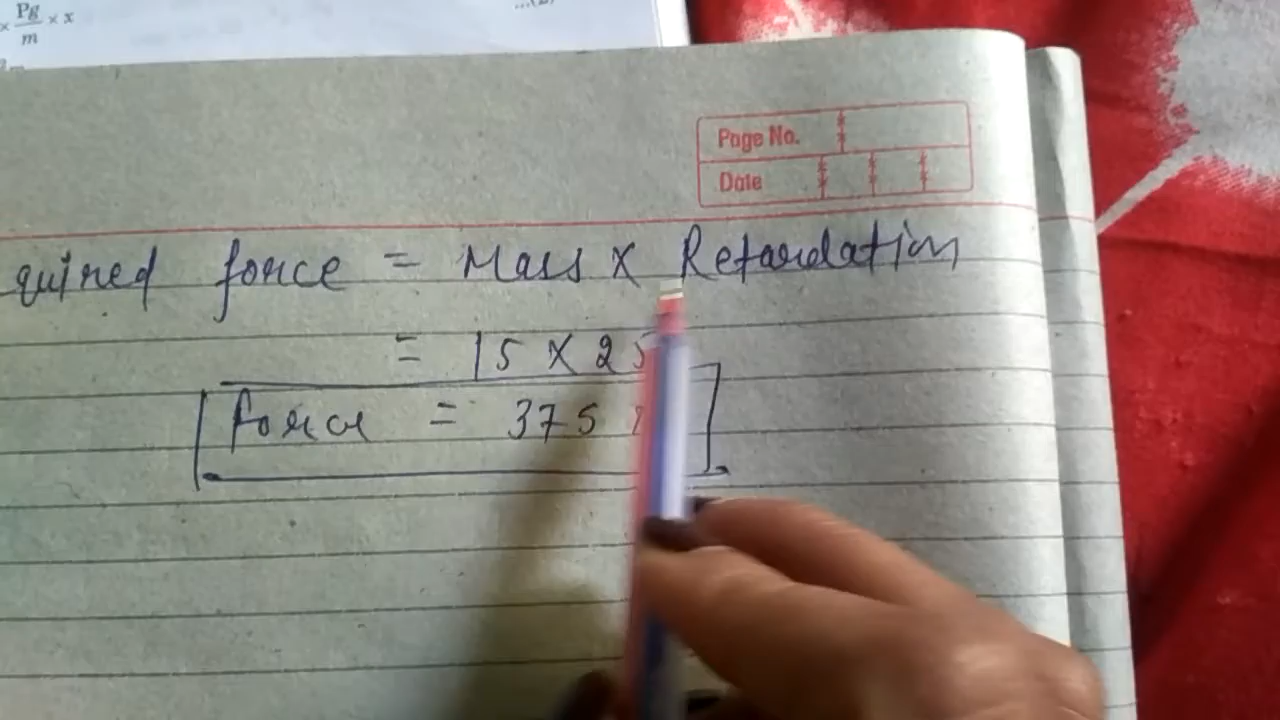 × Pg/m × x
Page No.
Date
quired force = Mass x Retardation
= 15 x 25
force = 375